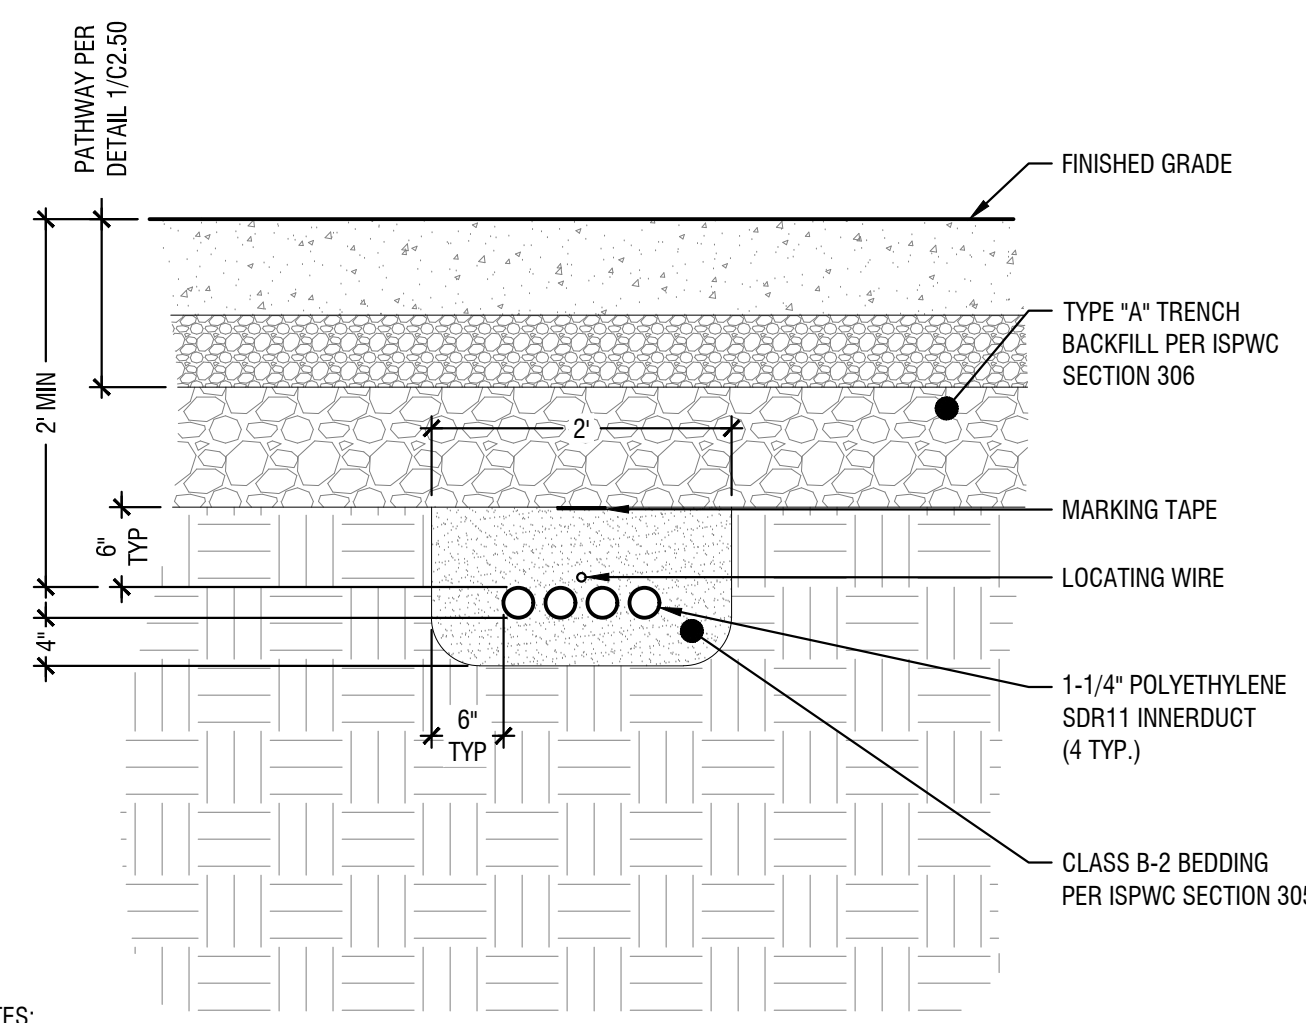 PATHWAY PER
DETAIL 1/C2.50
FINISHED GRADE
TYPE "A" TRENCH
BACKFILL PER ISPWC
SECTION 306
2' MIN
2'
MARKING TAPE
6"
TYP
LOCATING WIRE
4"
1-1/4" POLYETHYLENE
SDR11 INNERDUCT
(4 TYP.)
6"
TYP
CLASS B-2 BEDDING
PER ISPWC SECTION 305